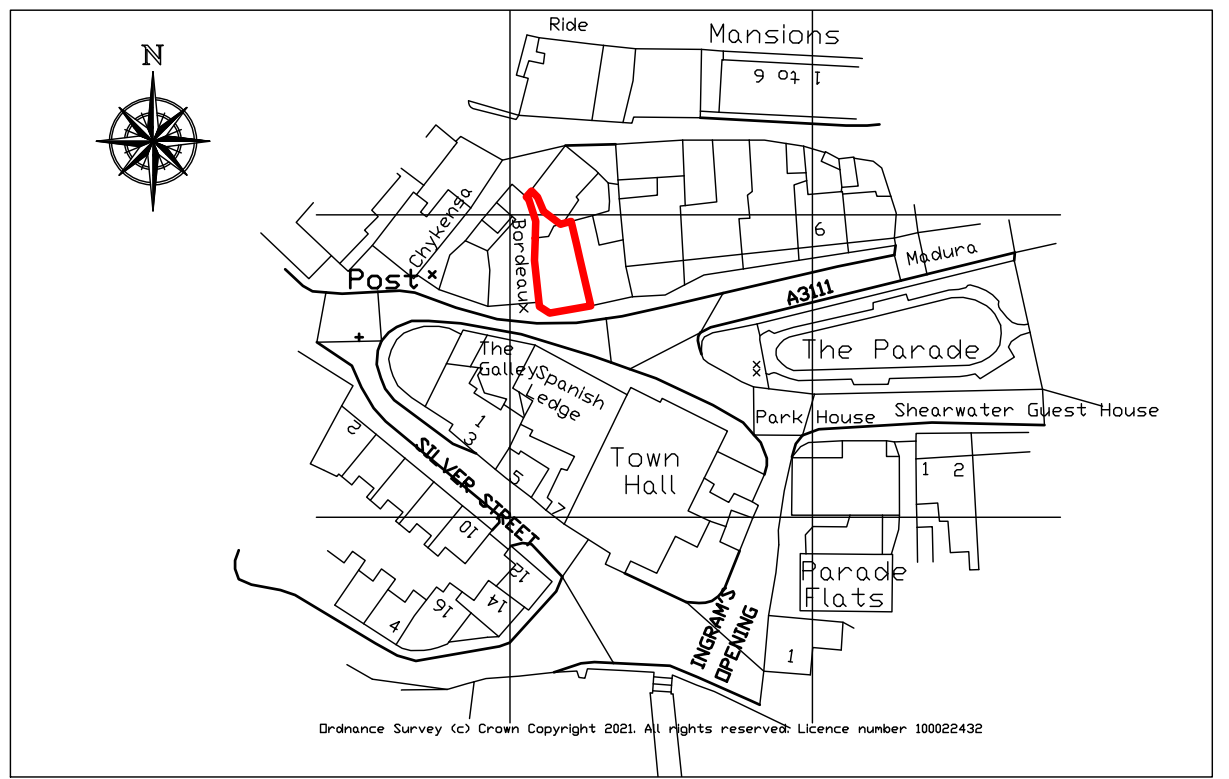 Ride
Mansions
1 to 6
N
Chykensa
Bordeaux
6
Post
Madura
A3111
The Parade
The
Galley
Spanish
Ledge
Park House
Shearwater Guest House
1
3
5
7
2
SILVER STREET
Town
Hall
1
2
10
12
14
16
4
Parade
Flats
INGRAM'S
OPENING
1
Ordnance Survey (c) Crown Copyright 2021. All rights reserved. Licence number 100022432